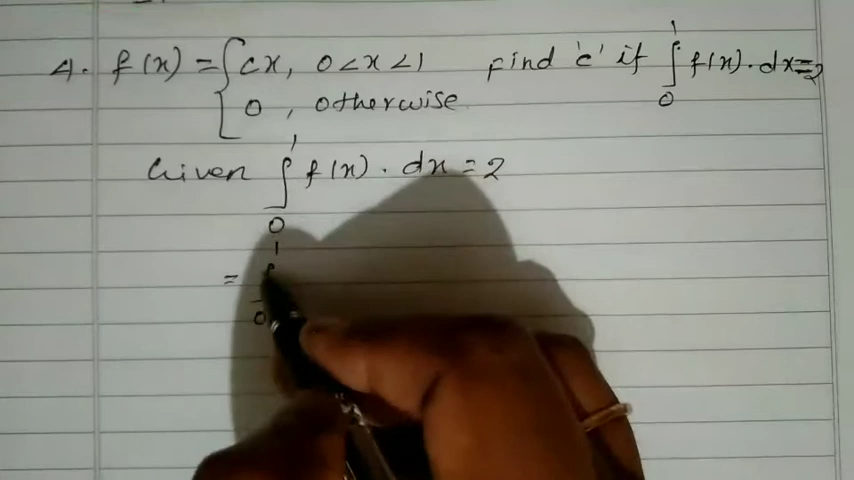 4. f(x) = { cx, 0 < x < 1 Find 'c' if ∫₀¹ f(x) . dx = 2
0 , otherwise.
Given ∫₀¹ f(x) . dx = 2
= ∫₀¹